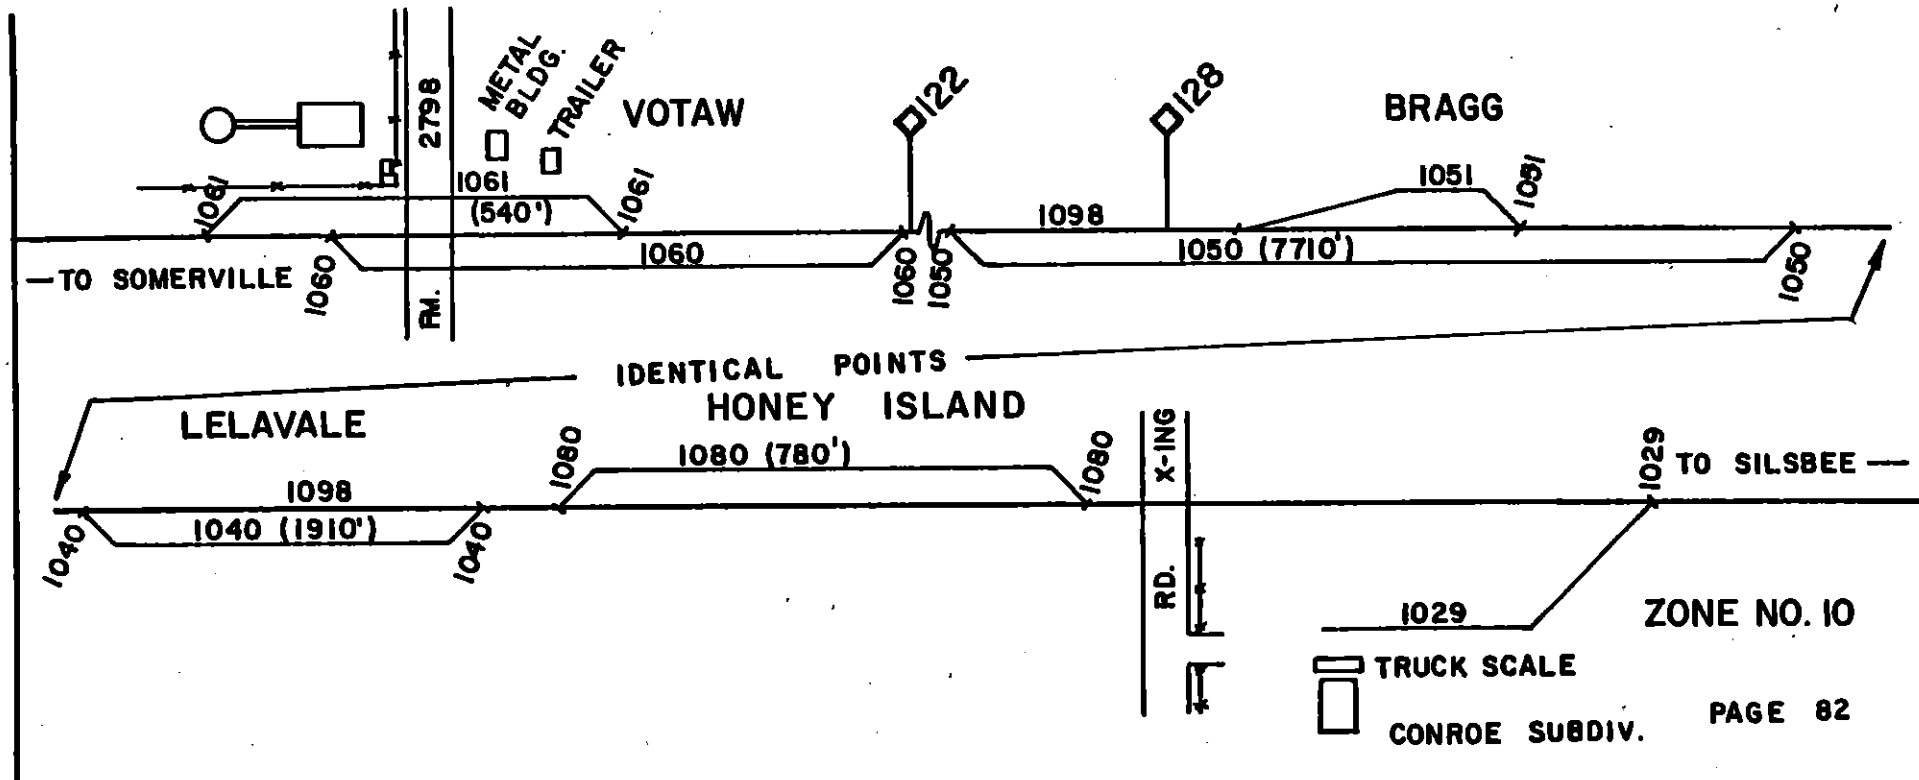 2798
METAL
BLDG.
TRAILER
VOTAW
122
128
BRAGG
1061
1061
(540')
1061
1051
1051
1098
1060
1050 (7710')
— TO SOMERVILLE
1060
FM.
1060
1050
1050
IDENTICAL POINTS
LELAVALE
HONEY ISLAND
1080
1080 (780')
1080
X-ING
1029
TO SILSBEE —
1098
1040 (1910')
1040
1040
RD.
1029
ZONE NO. 10
TRUCK SCALE
CONROE SUBDIV.
PAGE 82